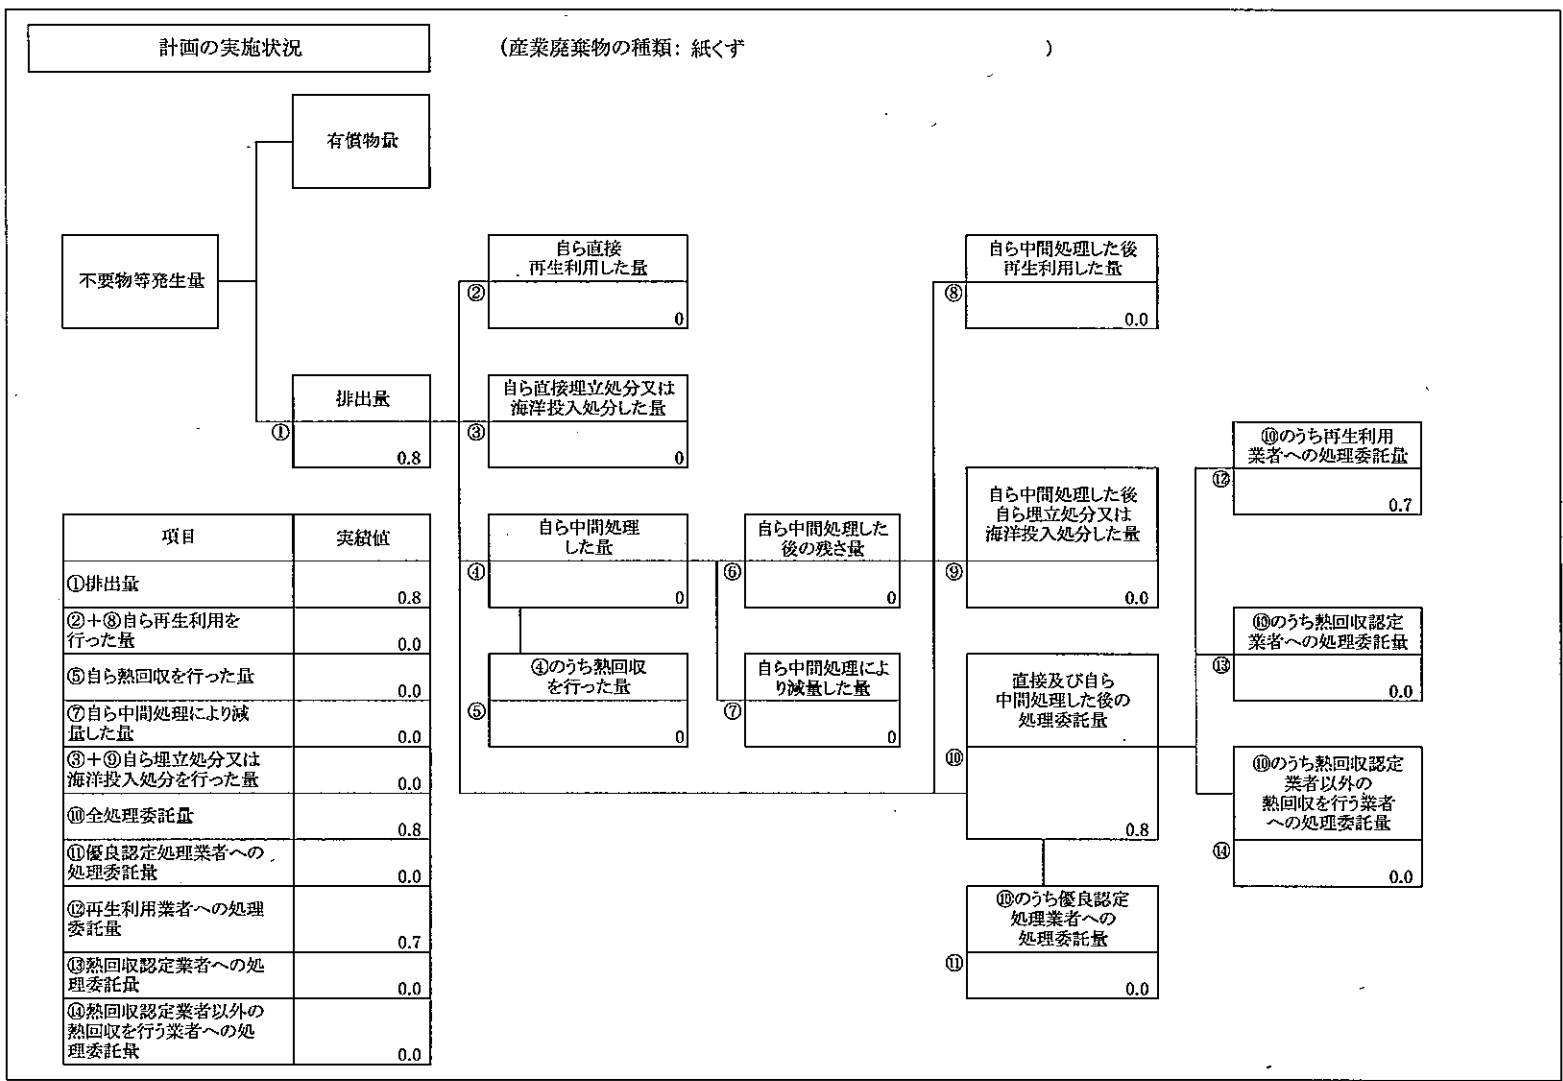 計画の実施状況
(産業廃棄物の種類: 紙くず )
有償物量
不要物等発生量
排出量
①
0.8
自ら直接
再生利用した量
②
0
自ら直接埋立処分又は
海洋投入処分した量
③
0
自ら中間処理
した量
④
0
④のうち熱回収
を行った量
⑤
0
自ら中間処理した
後の残さ量
⑥
0
自ら中間処理によ
り減量した量
⑦
0
自ら中間処理した後
再生利用した量
⑧
0.0
自ら中間処理した後
自ら埋立処分又は
海洋投入処分した量
⑨
0.0
直接及び自ら
中間処理した後の
処理委託量
⑩
0.8
⑩のうち優良認定
処理業者への
処理委託量
⑪
0.0
⑩のうち再生利用
業者への処理委託量
⑫
0.7
⑩のうち熱回収認定
業者への処理委託量
⑬
0.0
⑩のうち熱回収認定
業者以外の
熱回収を行う業者
への処理委託量
⑭
0.0
項目 実績値
①排出量 0.8
②+⑧自ら再生利用を
行った量 0.0
⑤自ら熱回収を行った量 0.0
⑦自ら中間処理により減
量した量 0.0
③+⑨自ら埋立処分又は
海洋投入処分を行った量 0.0
⑩全処理委託量 0.8
⑪優良認定処理業者への
処理委託量 0.0
⑫再生利用業者への処理
委託量 0.7
⑬熱回収認定業者への処
理委託量 0.0
⑭熱回収認定業者以外の
熱回収を行う業者への処
理委託量 0.0